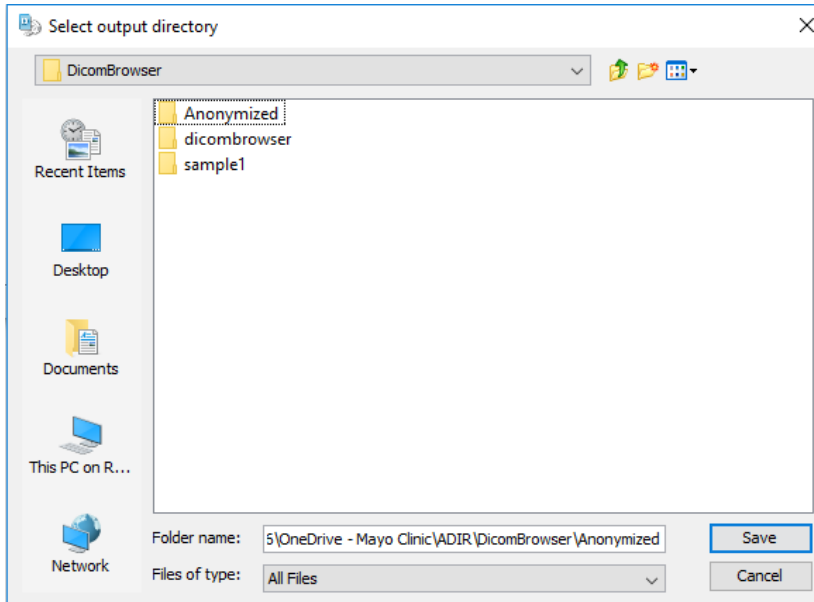 Select output directory
DicomBrowser
Anonymized
dicombrowser
sample1
Recent Items
Desktop
Documents
This PC on R...
Network
Folder name:
5\OneDrive - Mayo Clinic\ADIR\DicomBrowser\Anonymized
Save
Files of type:
All Files
Cancel